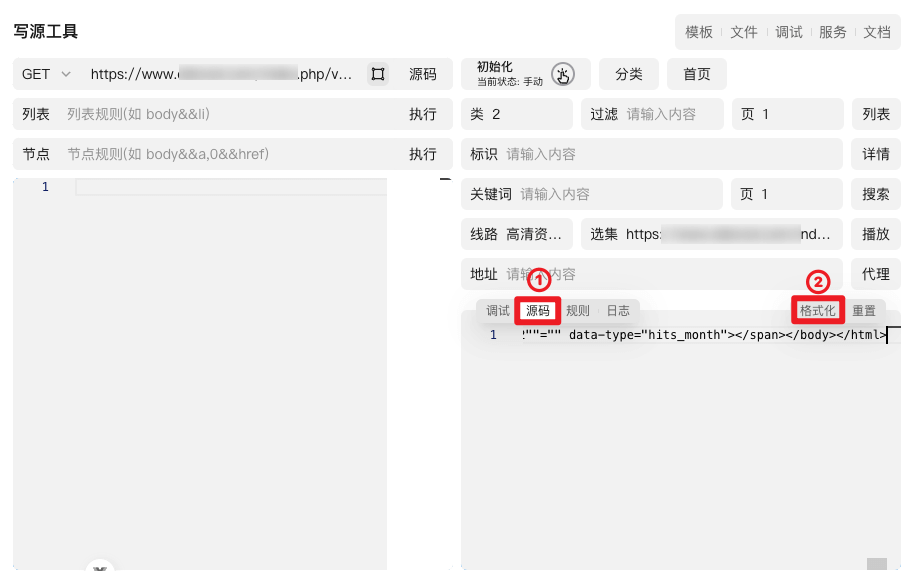 写源工具
模板 文件 调试 服务 文档
GET https://www. .php/v... 源码
初始化
当前状态: 手动
分类 首页
列表 列表规则(如 body&&li) 执行
类 2 过滤 请输入内容 页 1 列表
节点 节点规则(如 body&&a,0&&href) 执行
标识 请输入内容 详情
关键词 请输入内容 页 1 搜索
线路 高清资... 选集 https: nd... 播放
地址 请输入内容 代理
1 2
调试 源码 规则 日志 格式化 重置
1
1 !""="" data-type="hits_month"></span></body></html>